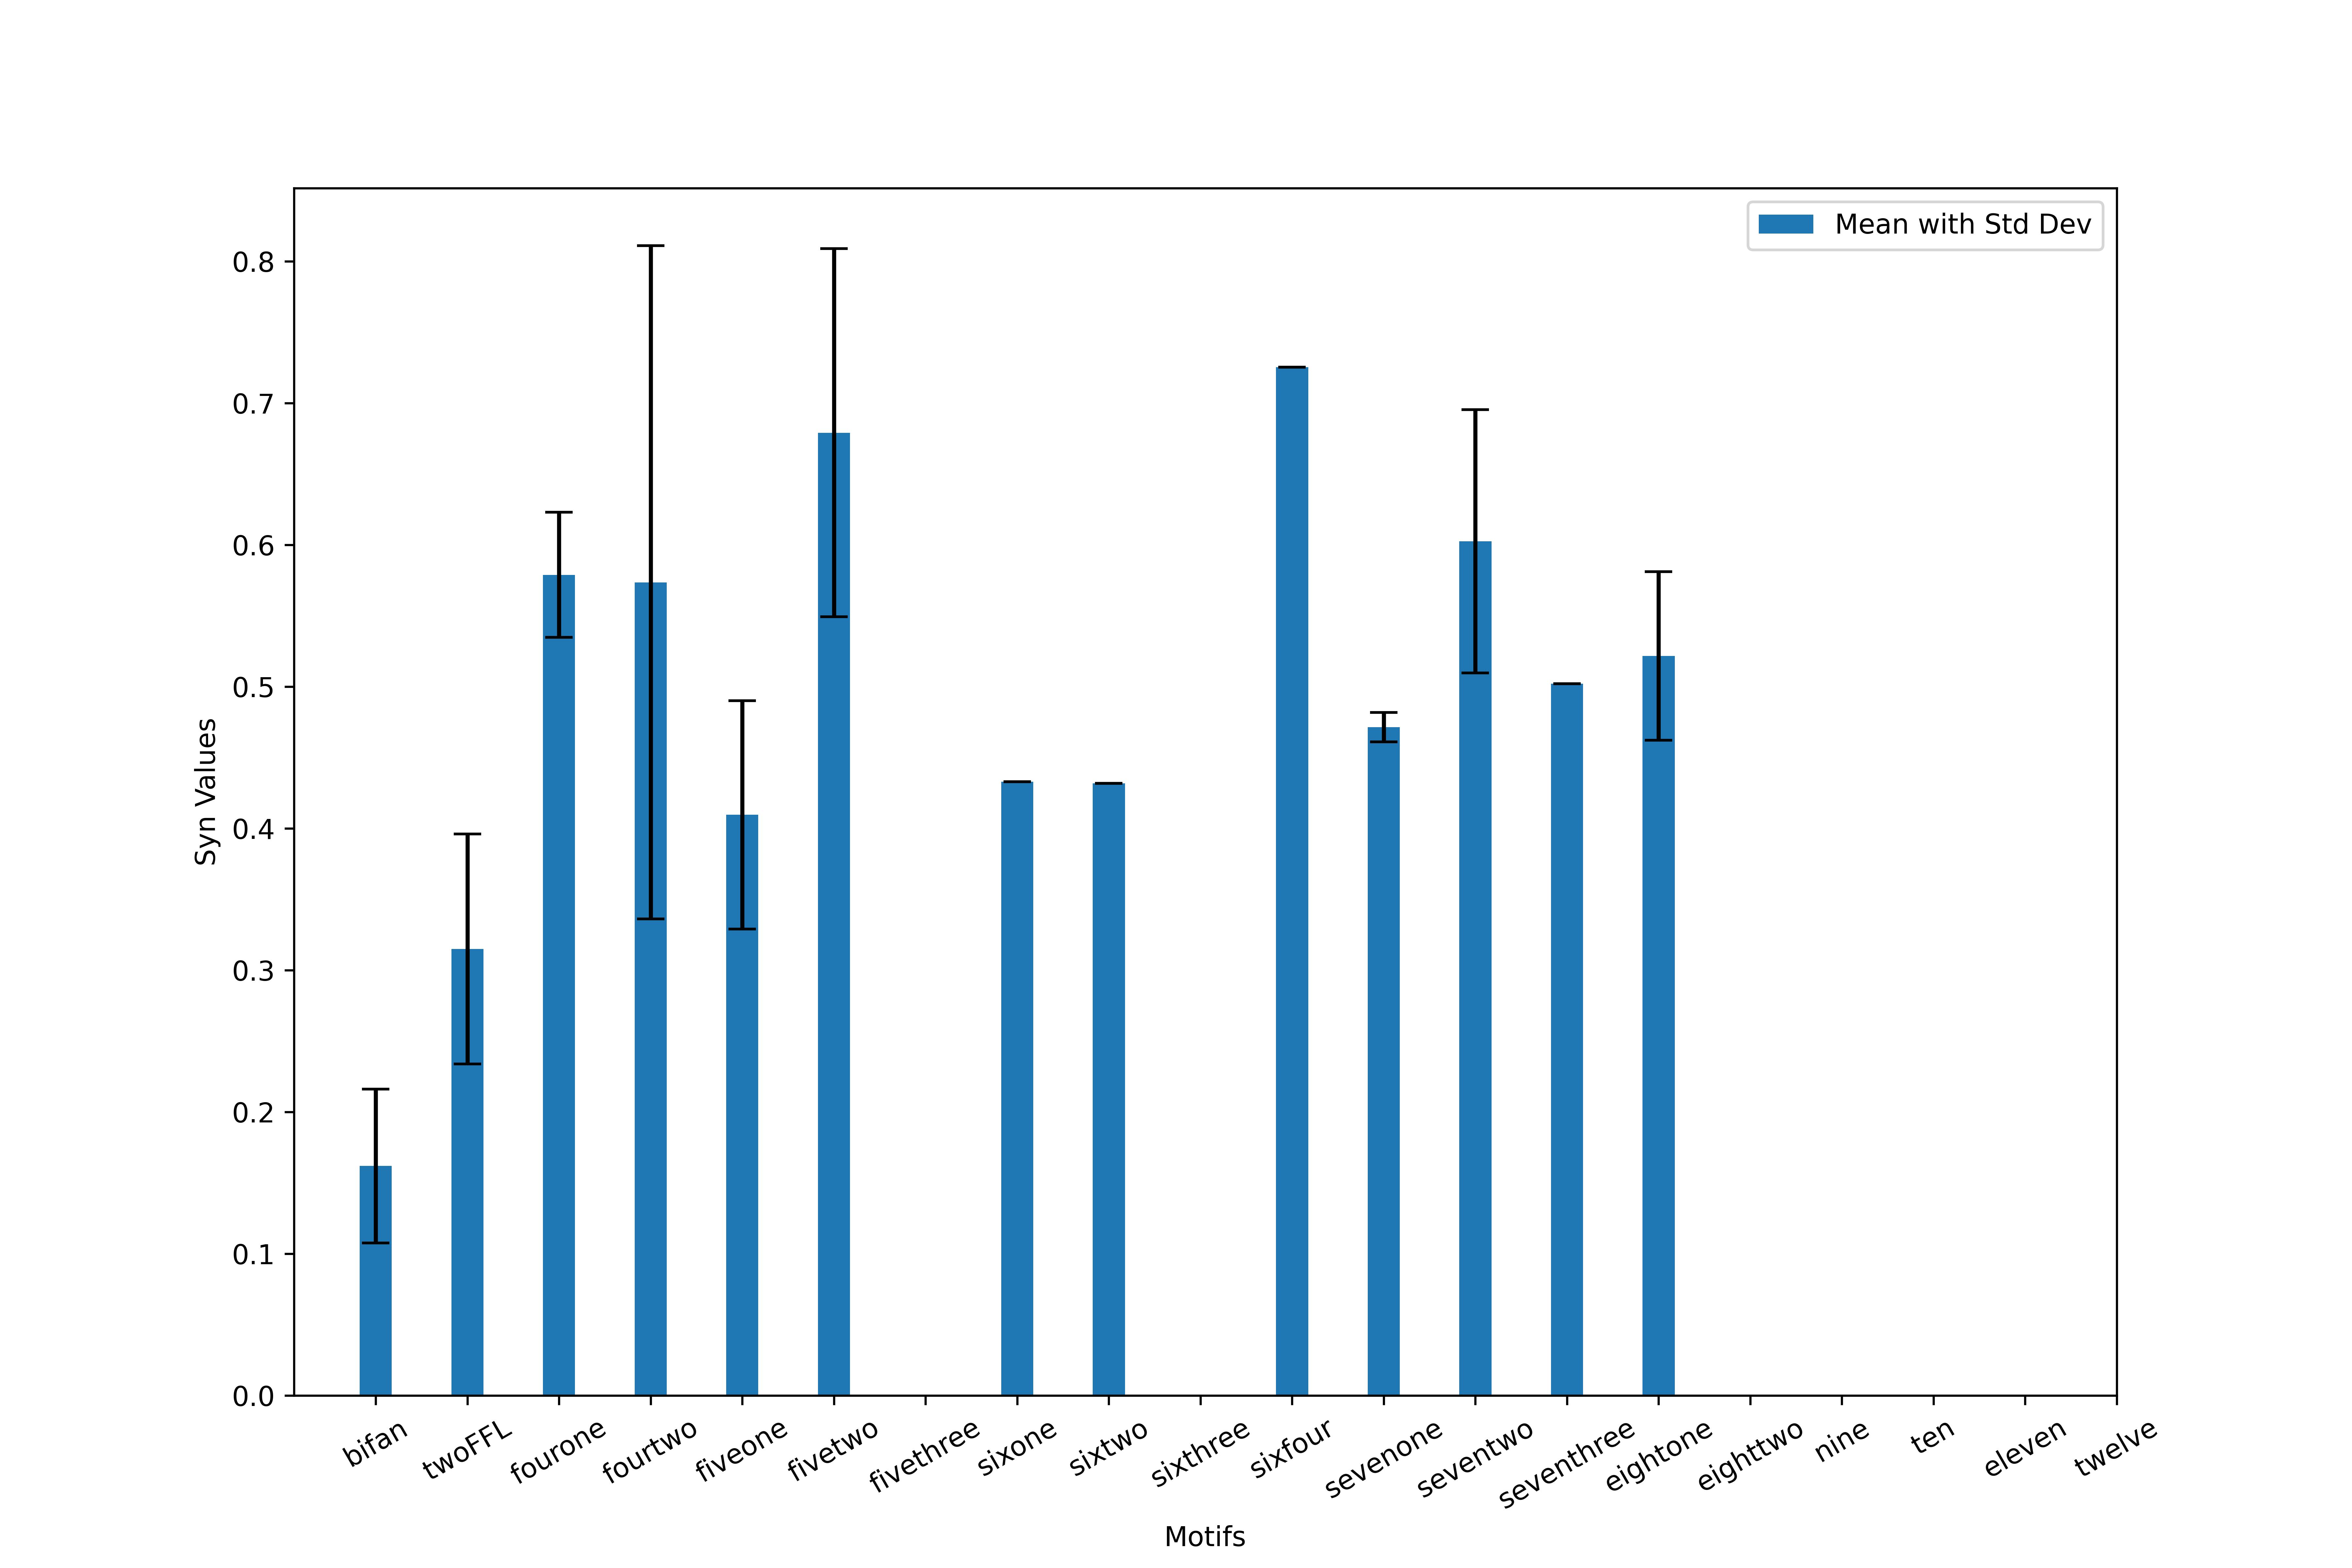 Mean with Std Dev
0.8
0.7
0.6
0.5
0.4
0.3
0.2
0.1
0.0
Syn Values
bifan
twoFFL
fourone
fourtwo
fiveone
fivetwo
fivethree
sixone
sixtwo
sixthree
sixfour
sevenone
seventwo
seventhree
eightone
eighttwo
nine
ten
eleven
twelve
Motifs